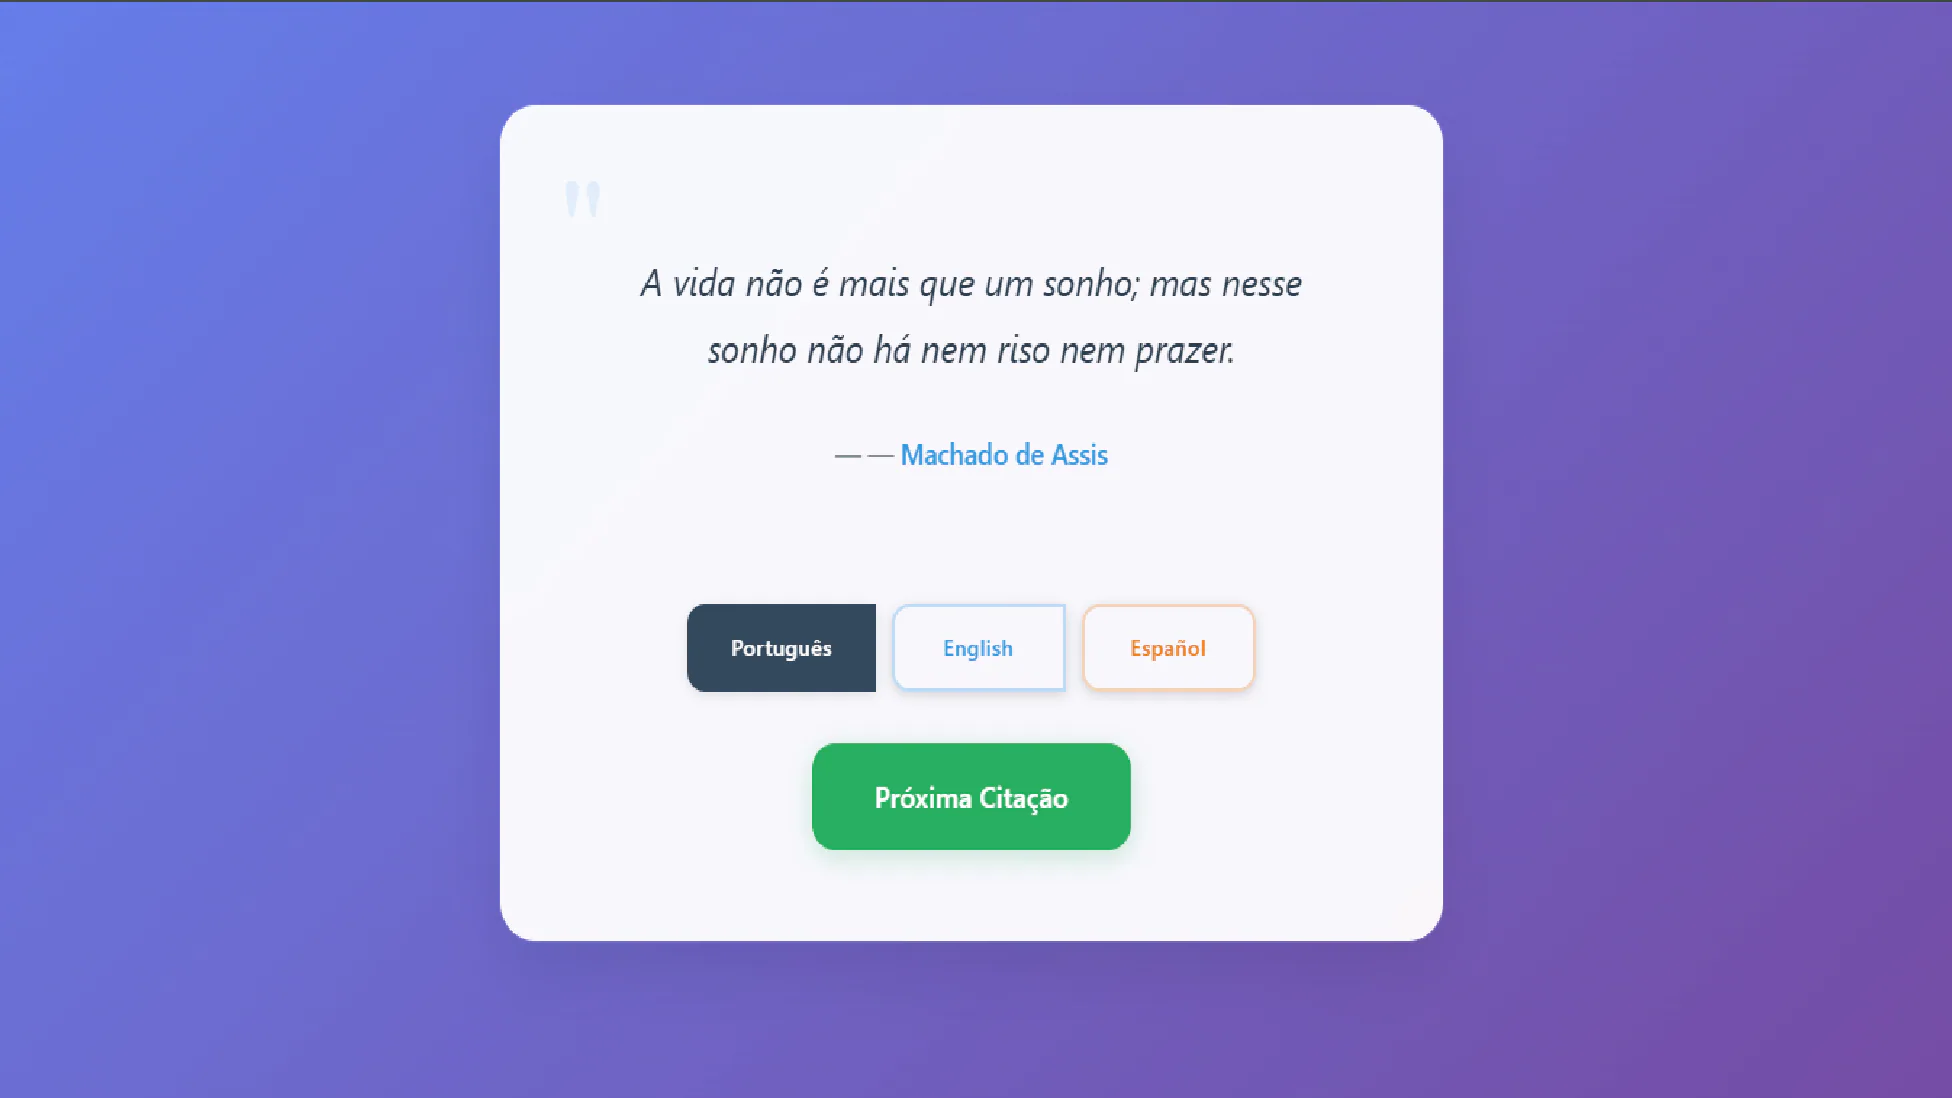 "
A vida não é mais que um sonho; mas nesse
sonho não há nem riso nem prazer.
— — Machado de Assis
Português English Español
Próxima Citação